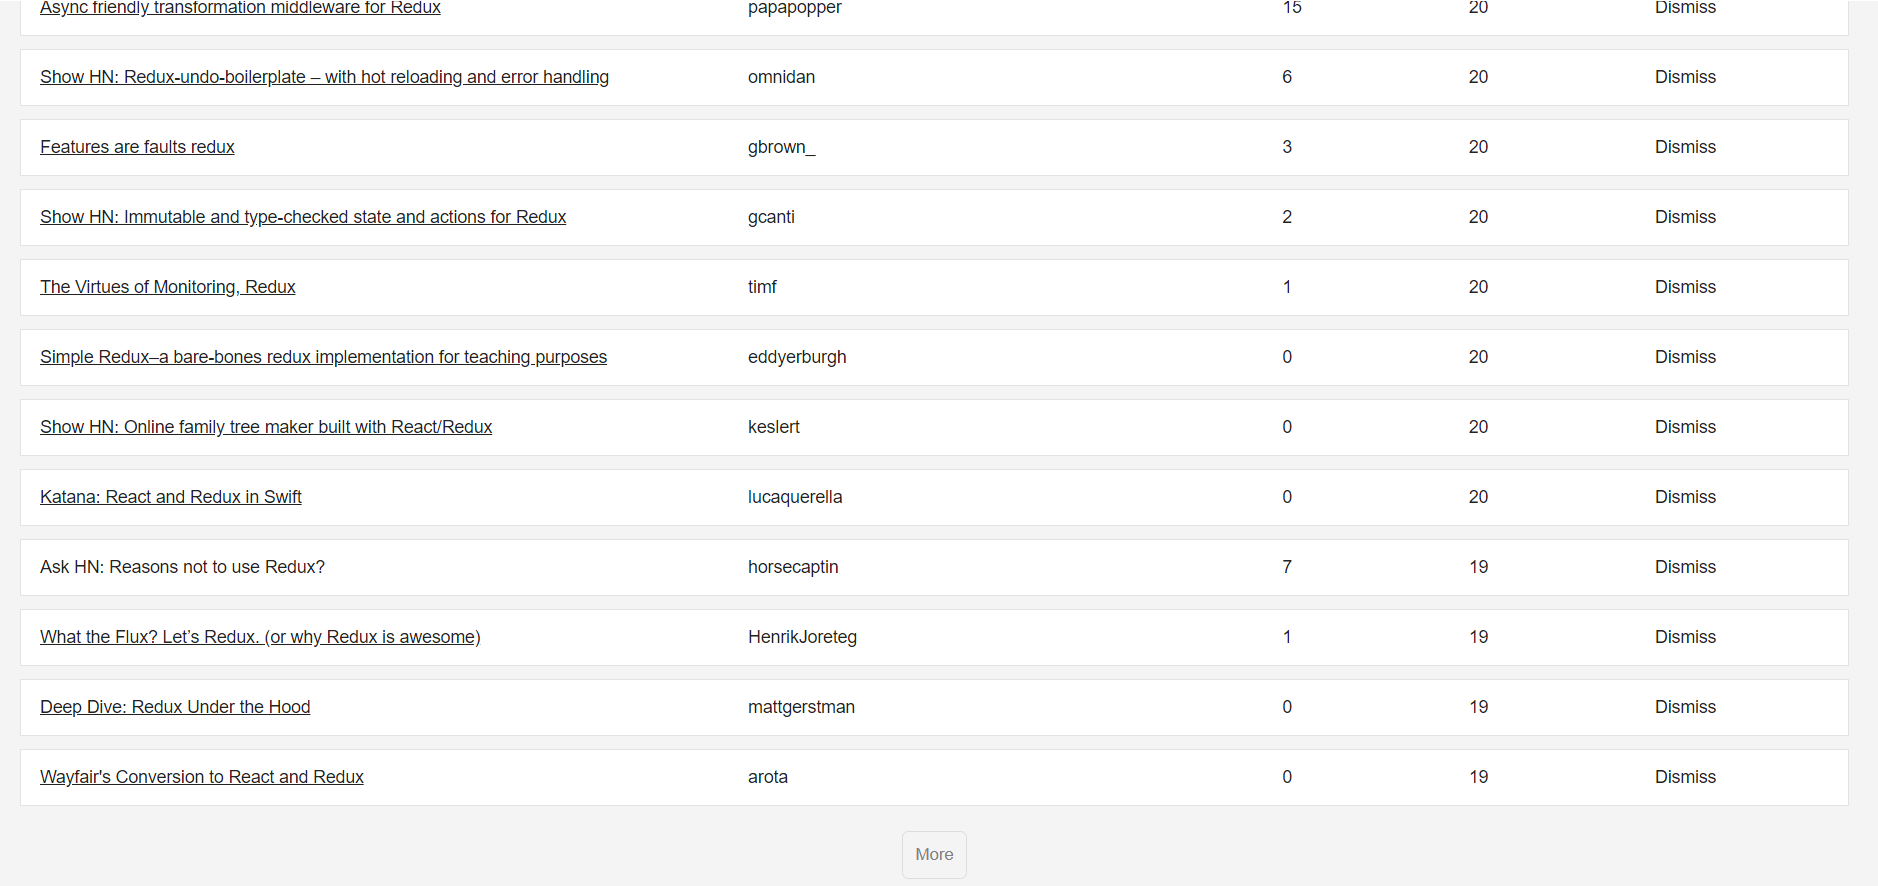 Async friendly transformation middleware for Redux papapopper 15 20 Dismiss
Show HN: Redux-undo-boilerplate – with hot reloading and error handling omnidan 6 20 Dismiss
Features are faults redux gbrown_ 3 20 Dismiss
Show HN: Immutable and type-checked state and actions for Redux gcanti 2 20 Dismiss
The Virtues of Monitoring, Redux timf 1 20 Dismiss
Simple Redux–a bare-bones redux implementation for teaching purposes eddyerburgh 0 20 Dismiss
Show HN: Online family tree maker built with React/Redux keslert 0 20 Dismiss
Katana: React and Redux in Swift lucaquerella 0 20 Dismiss
Ask HN: Reasons not to use Redux? horsecaptin 7 19 Dismiss
What the Flux? Let’s Redux. (or why Redux is awesome) HenrikJoreteg 1 19 Dismiss
Deep Dive: Redux Under the Hood mattgerstman 0 19 Dismiss
Wayfair's Conversion to React and Redux arota 0 19 Dismiss
More